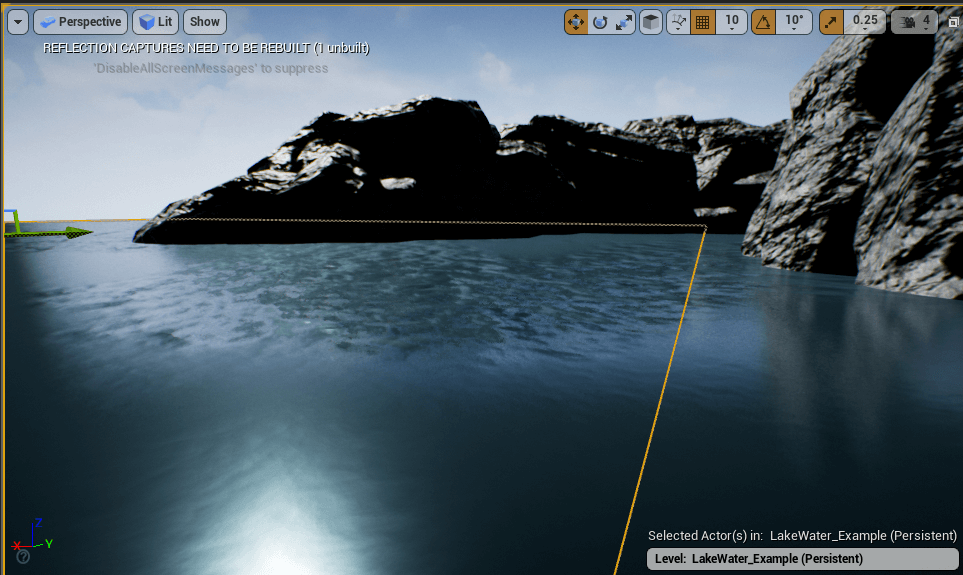 Perspective Lit Show 10 10° 0.25 4
REFLECTION CAPTURES NEED TO BE REBUILT (1 unbuilt)
'DisableAllScreenMessages' to suppress
Z
X Y
?
Selected Actor(s) in: LakeWater_Example (Persistent)
Level: LakeWater_Example (Persistent)